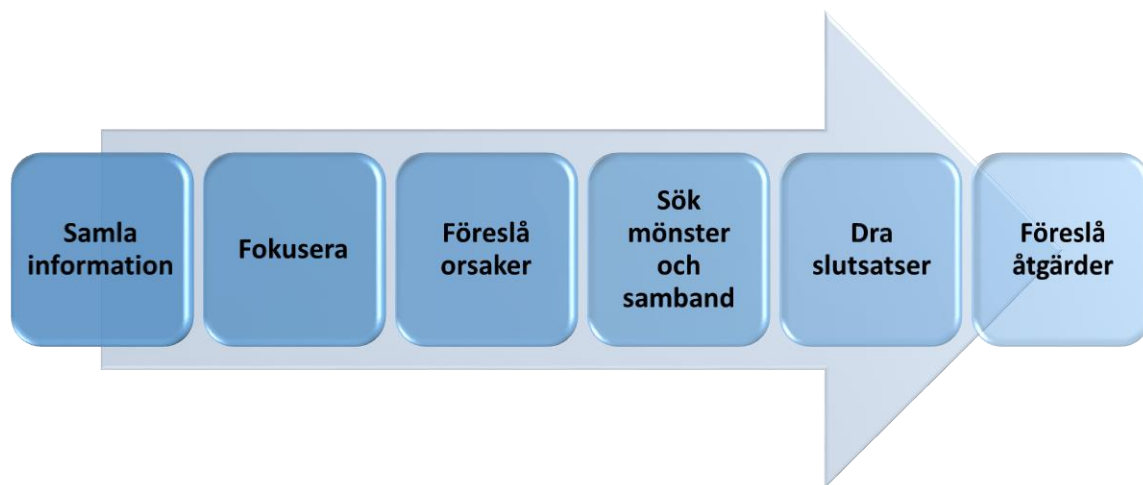 Samla
information
Fokusera
Föreslå
orsaker
Sök
mönster
och
samband
Dra
slutsatser
Föreslå
åtgärder